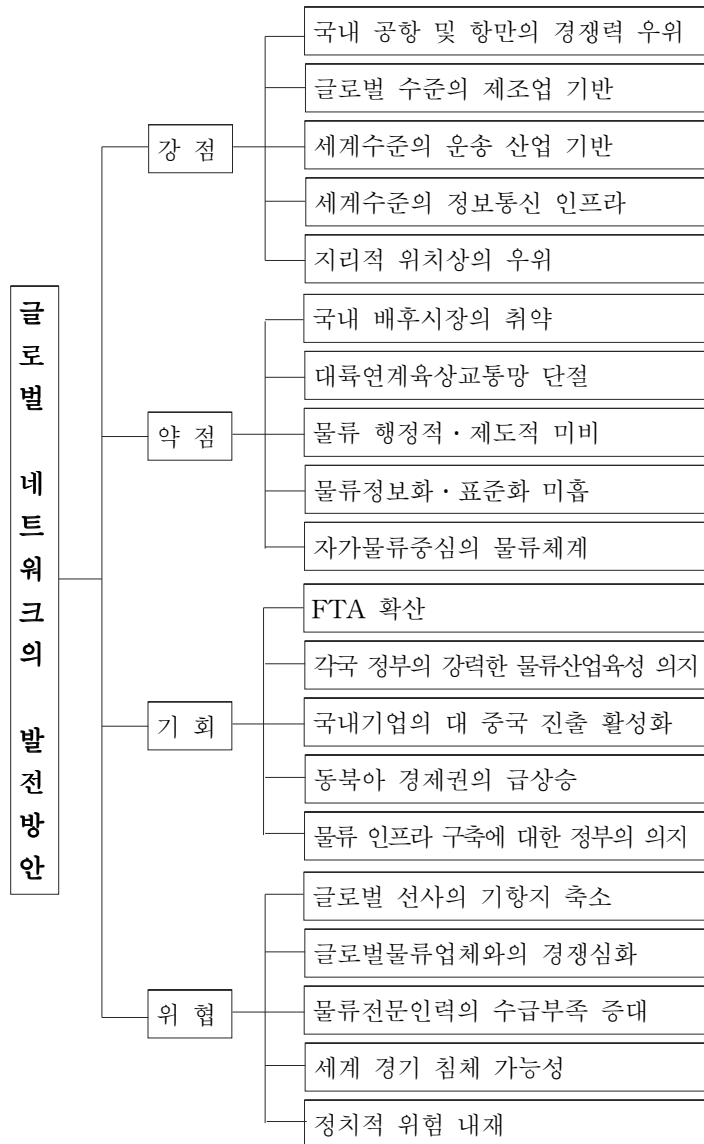 글로벌 네트워크의 발전방안
강 점
국내 공항 및 항만의 경쟁력 우위
글로벌 수준의 제조업 기반
세계수준의 운송 산업 기반
세계수준의 정보통신 인프라
지리적 위치상의 우위
약 점
국내 배후시장의 취약
대륙연계육상교통망 단절
물류 행정적·제도적 미비
물류정보화·표준화 미흡
자가물류중심의 물류체계
기 회
FTA 확산
각국 정부의 강력한 물류산업육성 의지
국내기업의 대 중국 진출 활성화
동북아 경제권의 급상승
물류 인프라 구축에 대한 정부의 의지
위 협
글로벌 선사의 기항지 축소
글로벌물류업체와의 경쟁심화
물류전문인력의 수급부족 증대
세계 경기 침체 가능성
정치적 위험 내재